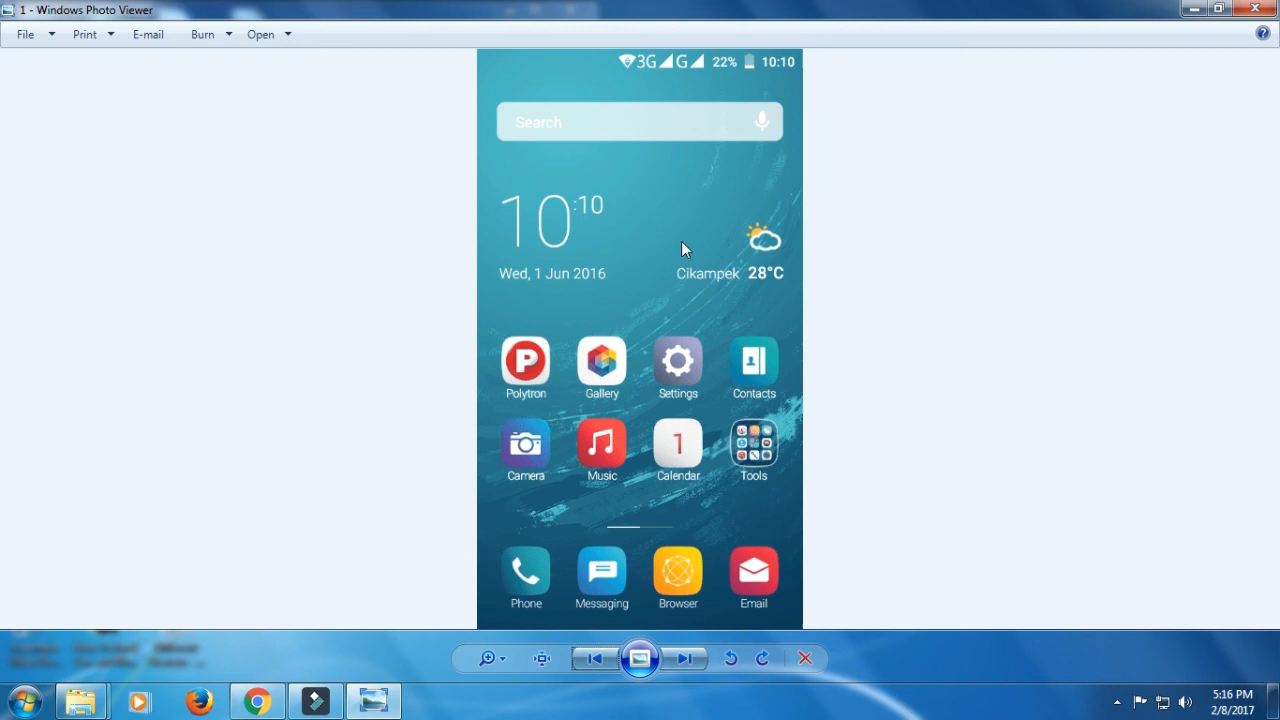 1 - Windows Photo Viewer
File Print E-mail Burn Open
3G G 22% 10:10
Search
10:10
Wed, 1 Jun 2016 Cikampek 28°C
P
Polytron Gallery Settings Contacts
1
Camera Music Calendar Tools
Phone Messaging Browser Email
5:16 PM
2/8/2017